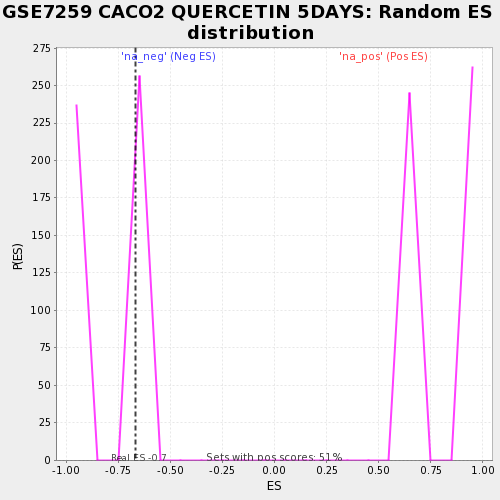 GSE7259 CACO2 QUERCETIN 5DAYS: Random ES
distribution
'na_neg' (Neg ES)
'na_pos' (Pos ES)
P(ES)
275
250
225
200
175
150
125
100
75
50
25
0
Real ES -0.7
Sets with pos scores: 51%
-1.00 -0.75 -0.50 -0.25 0.00 0.25 0.50 0.75 1.00
ES